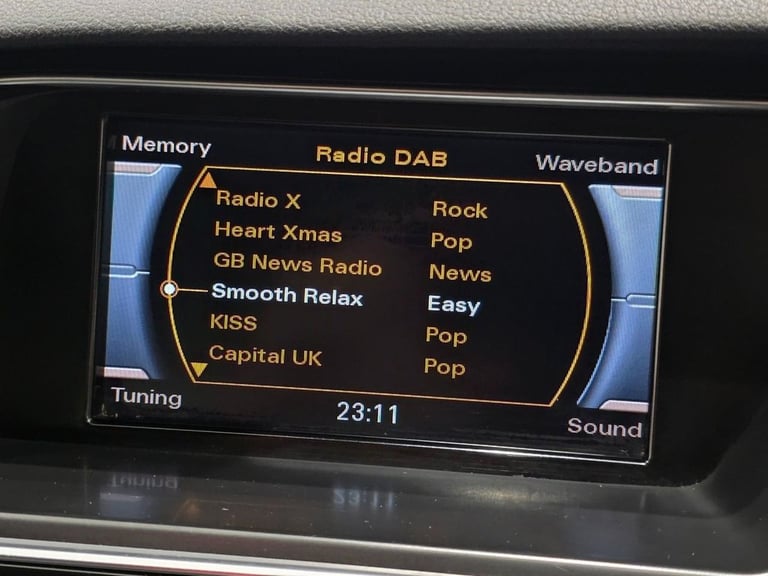 Memory Radio DAB Waveband
Radio X Rock
Heart Xmas Pop
GB News Radio News
Smooth Relax Easy
KISS Pop
Capital UK Pop
Tuning 23:11 Sound